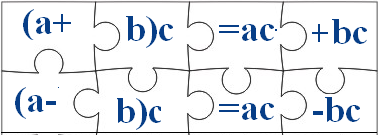 (a+ b)c =ac +bc
(a- b)c =ac -bc